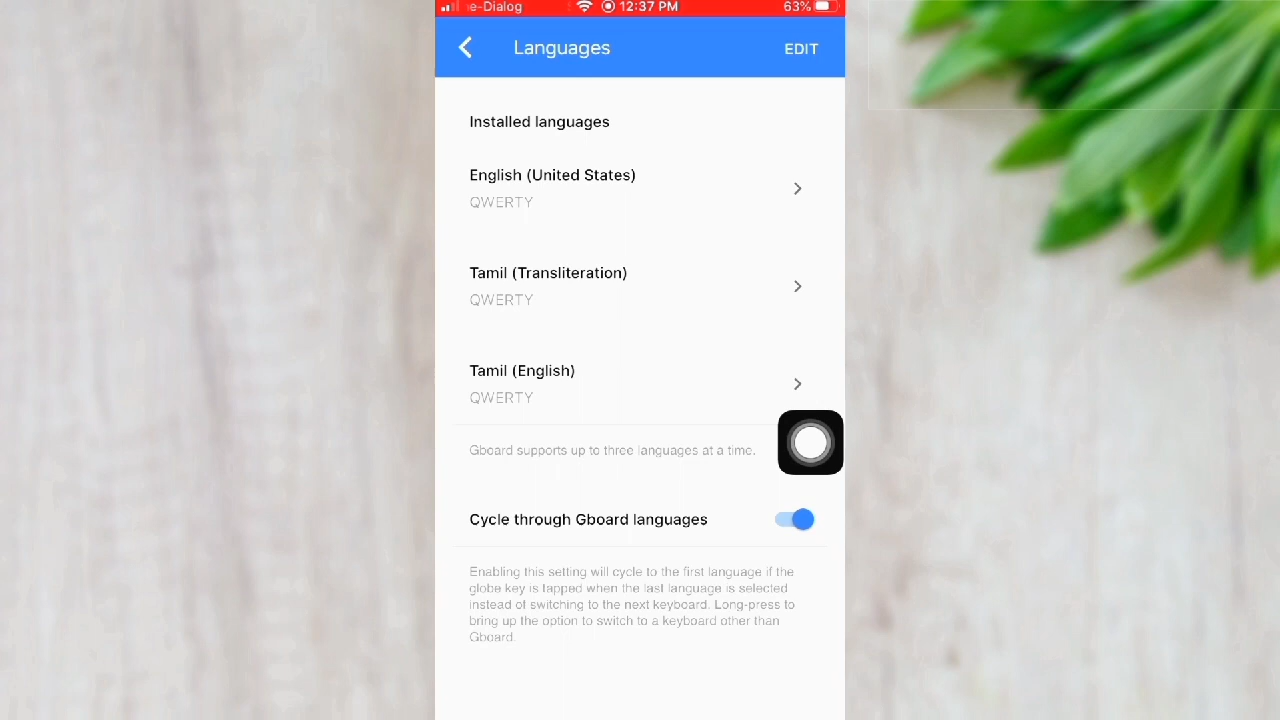 e-Dialog 12:37 PM 63%
Languages EDIT
Installed languages
English (United States)
QWERTY
Tamil (Transliteration)
QWERTY
Tamil (English)
QWERTY
Gboard supports up to three languages at a time.
Cycle through Gboard languages
Enabling this setting will cycle to the first language if the
globe key is tapped when the last language is selected
instead of switching to the next keyboard. Long-press to
bring up the option to switch to a keyboard other than
Gboard.